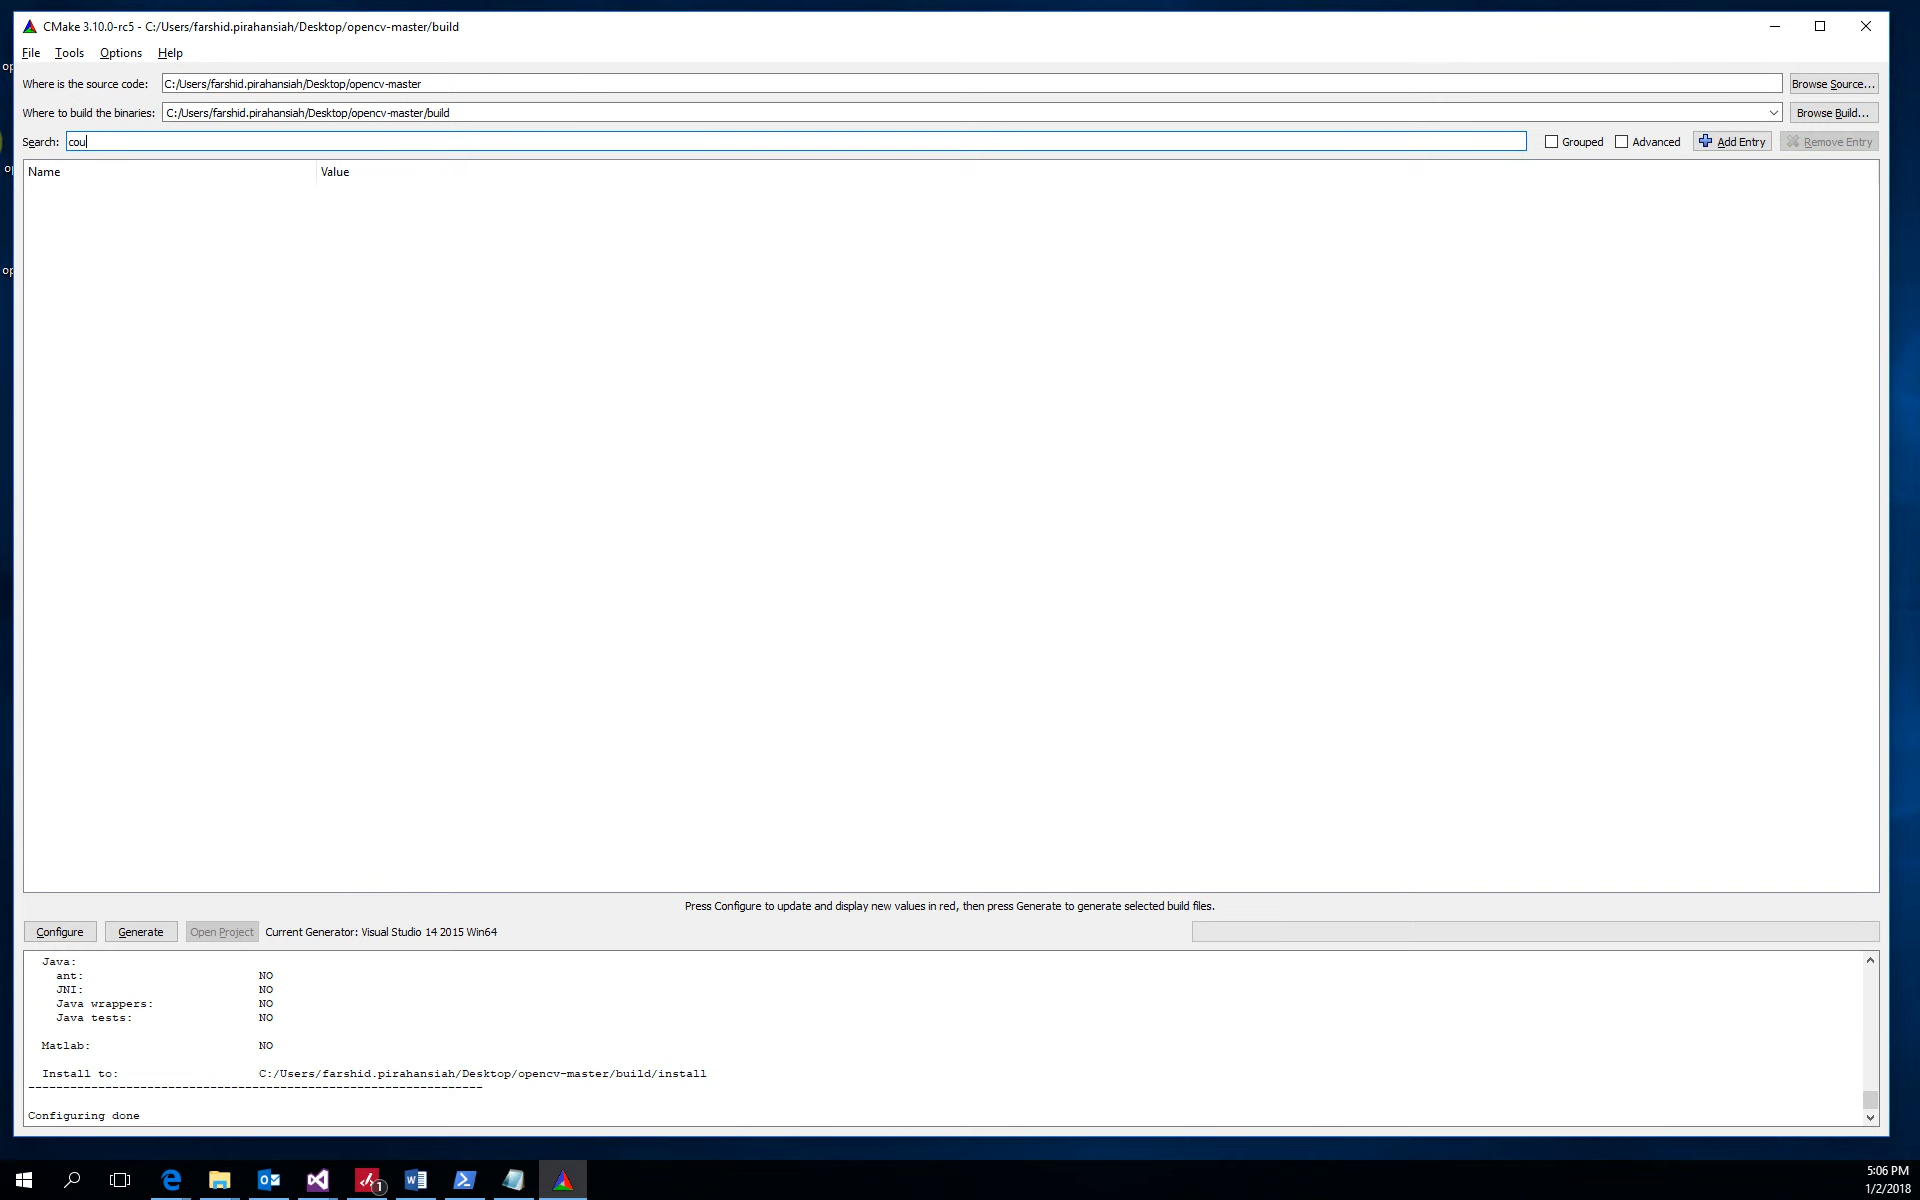 CMake 3.10.0-rc5 - C:/Users/farshid.pirahansiah/Desktop/opencv-master/build
File Tools Options Help
Where is the source code: C:/Users/farshid.pirahansiah/Desktop/opencv-master Browse Source...
Where to build the binaries: C:/Users/farshid.pirahansiah/Desktop/opencv-master/build Browse Build...
Search: cou Grouped Advanced Add Entry Remove Entry
Name Value
Press Configure to update and display new values in red, then press Generate to generate selected build files.
Configure Generate Open Project Current Generator: Visual Studio 14 2015 Win64
Java:
ant: NO
JNI: NO
Java wrappers: NO
Java tests: NO
Matlab: NO
Install to: C:/Users/farshid.pirahansiah/Desktop/opencv-master/build/install
-----------------------------------------------------------------
Configuring done
5:06 PM
1/2/2018